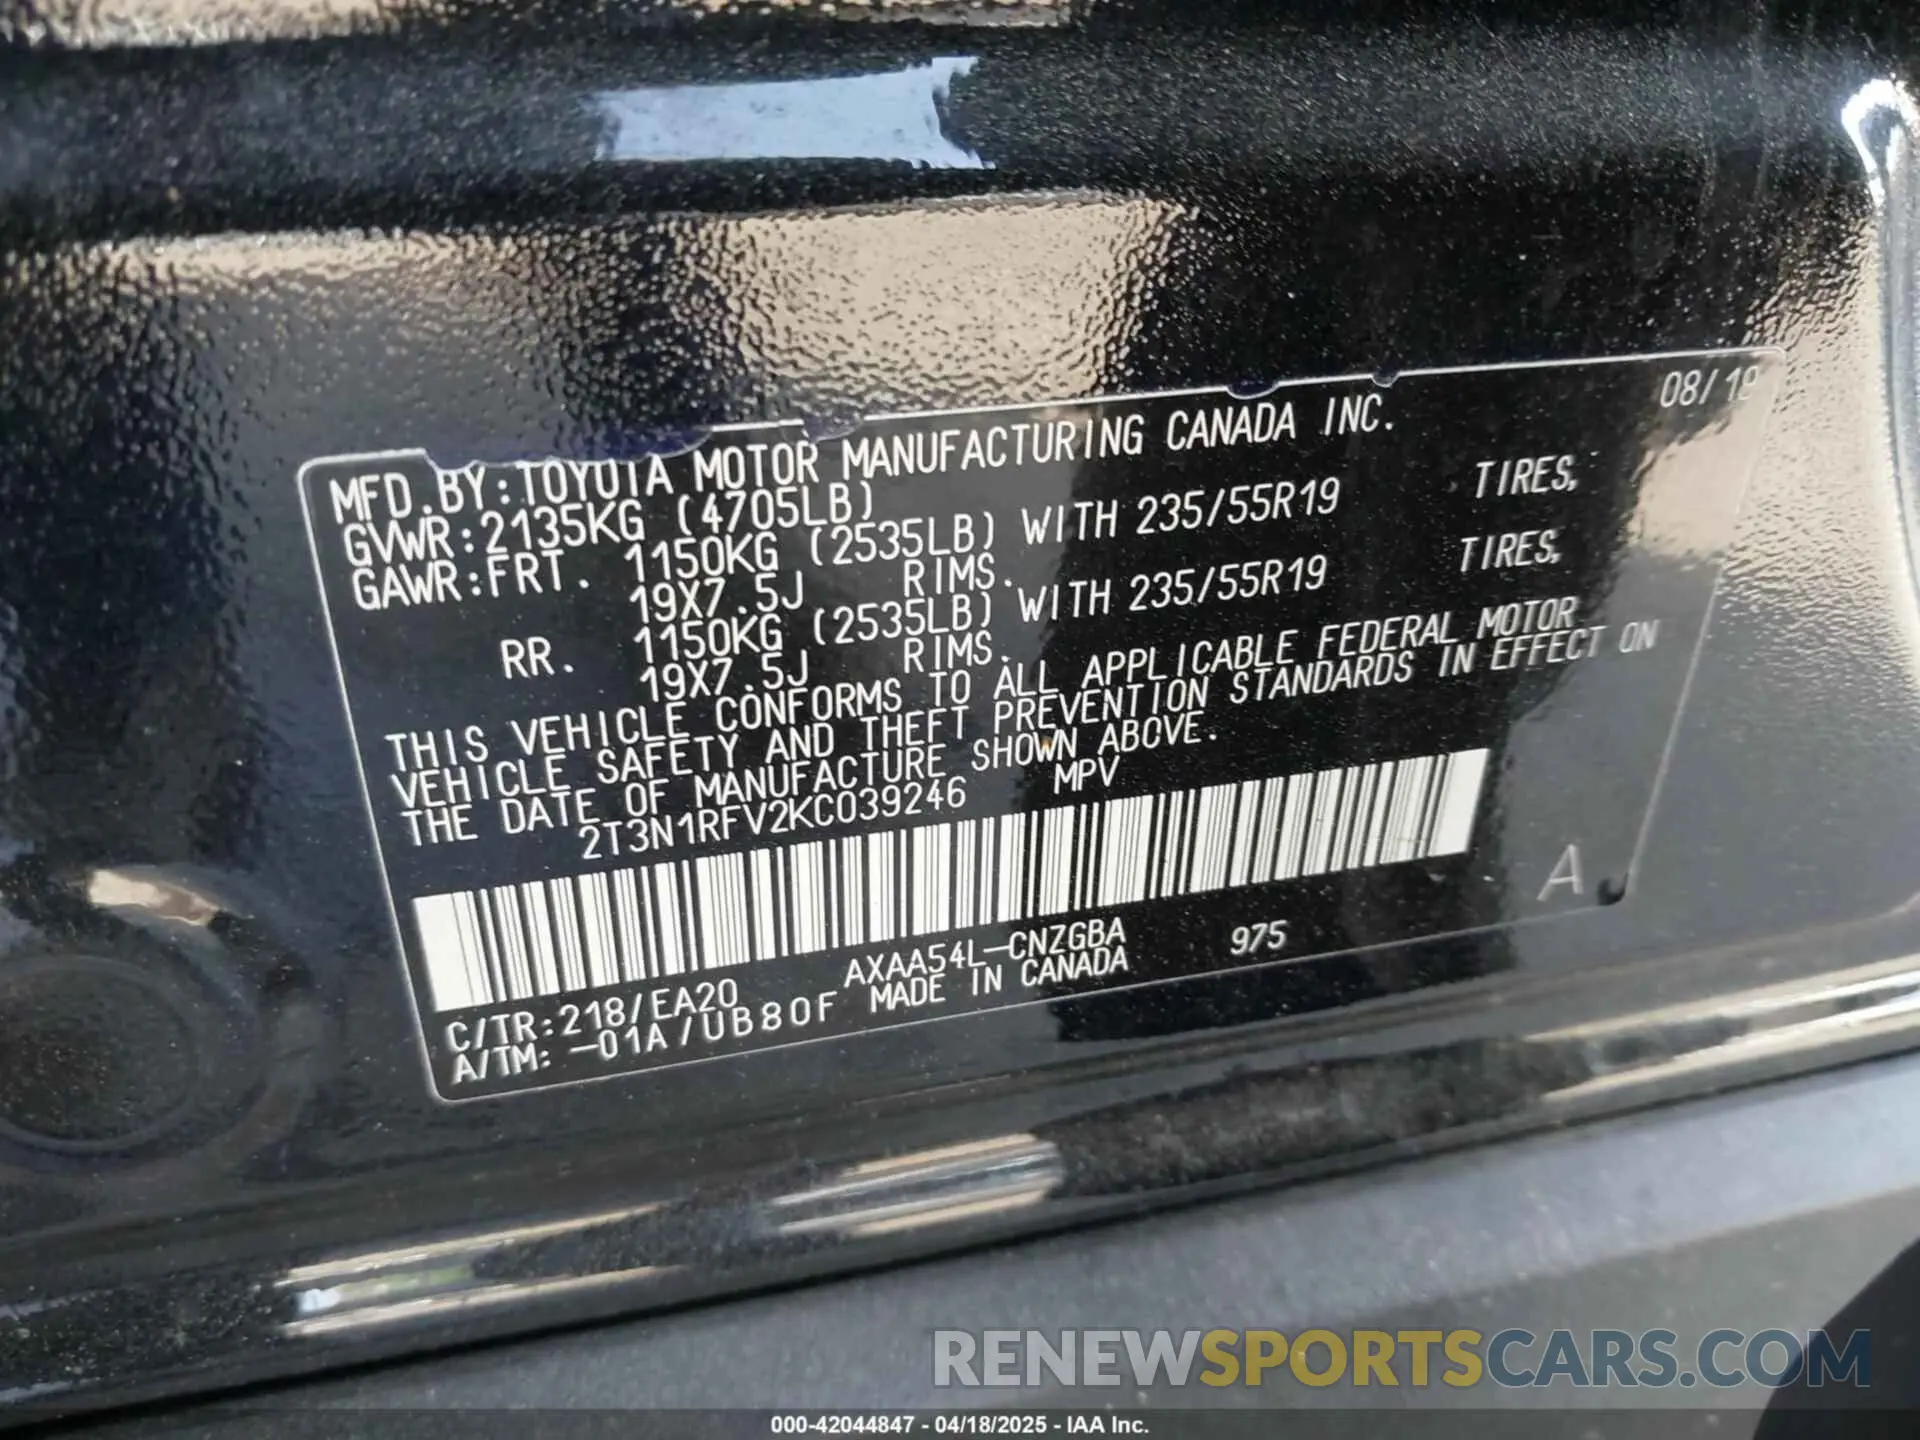 08/18
MFD.BY:TOYOTA MOTOR MANUFACTURING CANADA INC.
GVWR:2135KG (4705LB)
GAWR:FRT. 1150KG (2535LB) WITH 235/55R19 TIRES,
19X7.5J RIMS.
RR. 1150KG (2535LB) WITH 235/55R19 TIRES,
19X7.5J RIMS.
THIS VEHICLE CONFORMS TO ALL APPLICABLE FEDERAL MOTOR
VEHICLE SAFETY AND THEFT PREVENTION STANDARDS IN EFFECT ON
THE DATE OF MANUFACTURE SHOWN ABOVE.
2T3N1RFV2KC039246 MPV
A
C/TR:218/EA20 AXAA54L-CNZGBA 975
A/TM:-01A/UB80F MADE IN CANADA
RENEWSPORTSCARS.COM
000-42044847 - 04/18/2025 - IAA Inc.